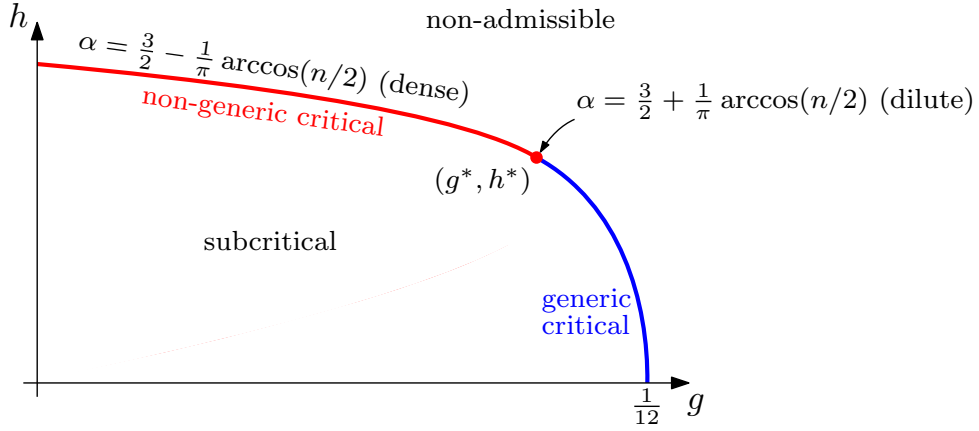 h
non-admissible
α = 3/2 − 1/π arccos(n/2) (dense)
non-generic critical
α = 3/2 + 1/π arccos(n/2) (dilute)
(g*, h*)
subcritical
generic
critical
1/12
g